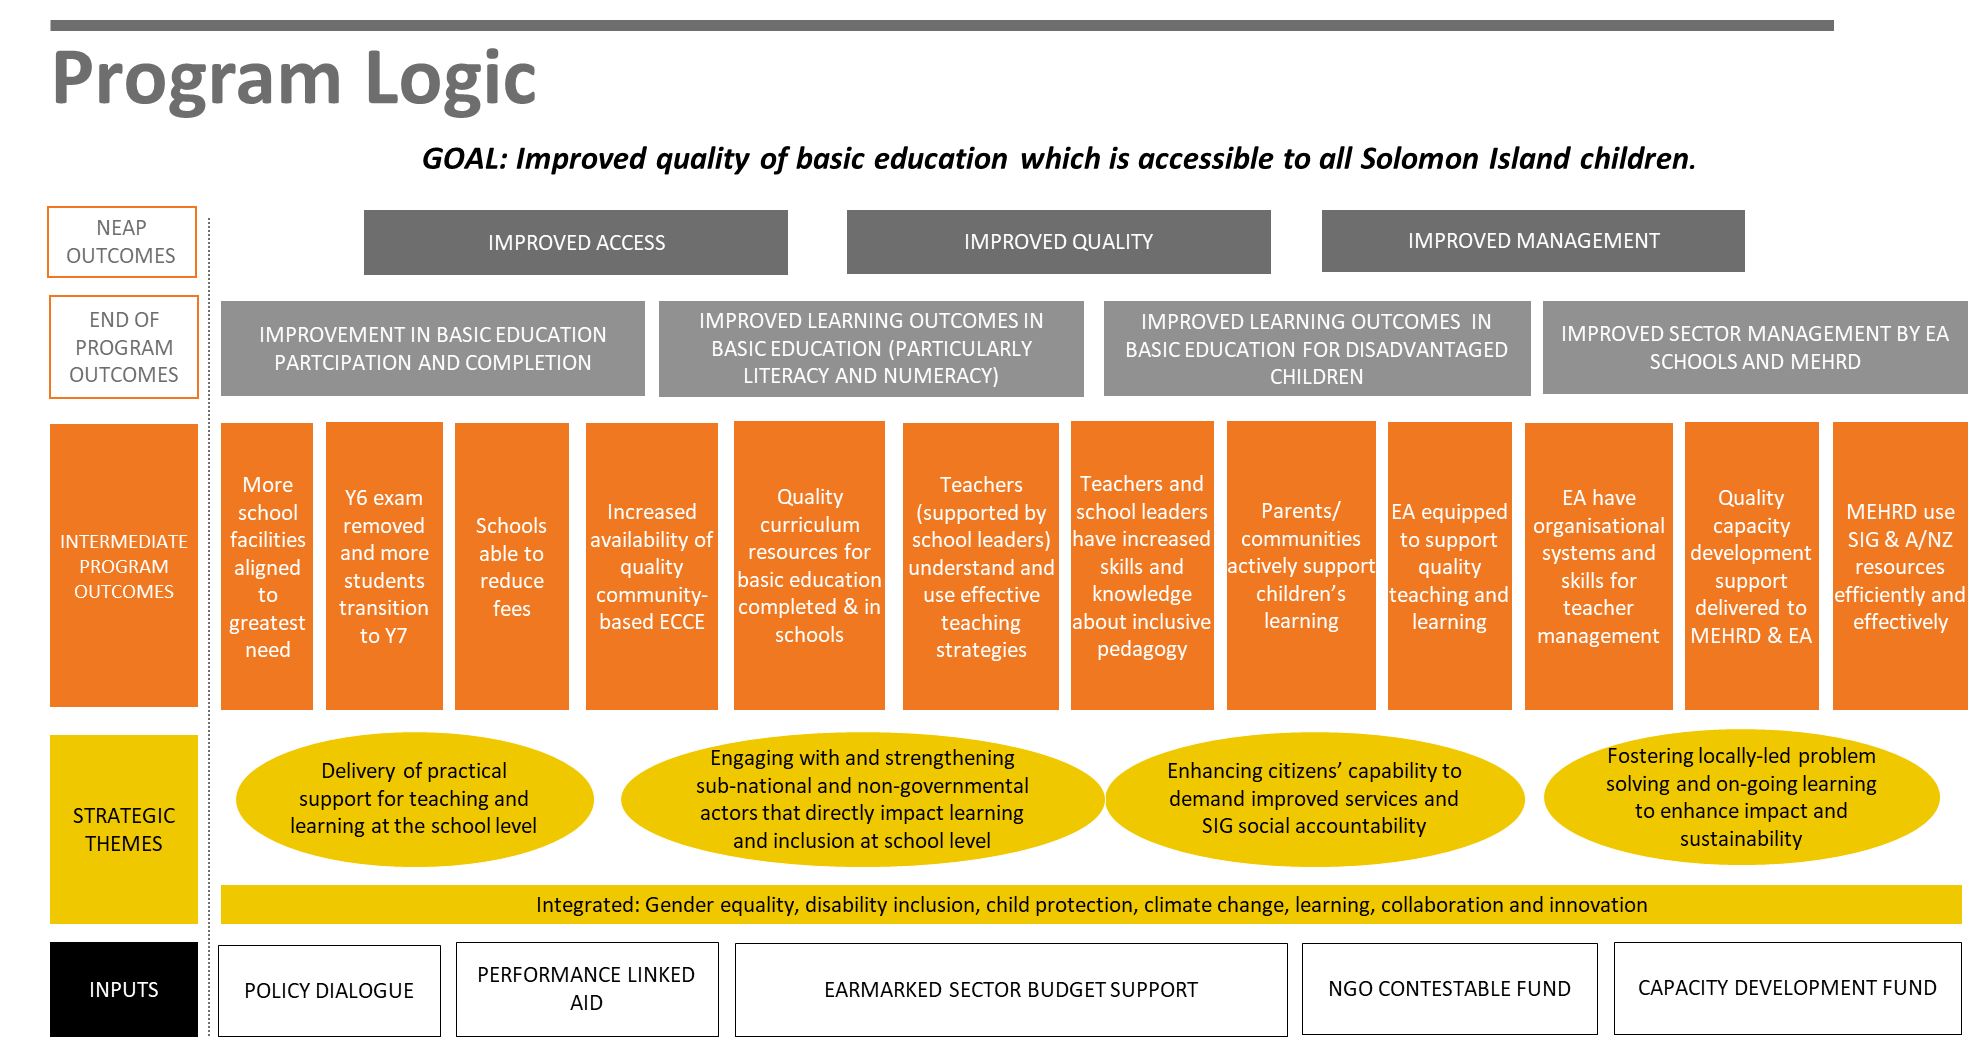 Program Logic
GOAL: Improved quality of basic education which is accessible to all Solomon Island children.
NEAP
OUTCOMES
IMPROVED ACCESS
IMPROVED QUALITY
IMPROVED MANAGEMENT
END OF
PROGRAM
OUTCOMES
IMPROVEMENT IN BASIC EDUCATION
PARTCIPATION AND COMPLETION
IMPROVED LEARNING OUTCOMES IN
BASIC EDUCATION (PARTICULARLY
LITERACY AND NUMERACY)
IMPROVED LEARNING OUTCOMES IN
BASIC EDUCATION FOR DISADVANTAGED
CHILDREN
IMPROVED SECTOR MANAGEMENT BY EA
SCHOOLS AND MEHRD
INTERMEDIATE
PROGRAM
OUTCOMES
More
school
facilities
aligned
to
greatest
need
Y6 exam
removed
and more
students
transition
to Y7
Schools
able to
reduce
fees
Increased
availability of
quality
community-
based ECCE
Quality
curriculum
resources for
basic education
completed & in
schools
Teachers
(supported by
school leaders)
understand and
use effective
teaching
strategies
Teachers and
school leaders
have increased
skills and
knowledge
about inclusive
pedagogy
Parents/
communities
actively support
children's
learning
EA equipped
to support
quality
teaching and
learning
EA have
organisational
systems and
skills for
teacher
management
Quality
capacity
development
support
delivered to
MEHRD & EA
MEHRD use
SIG & A/NZ
resources
efficiently and
effectively
STRATEGIC
THEMES
Delivery of practical
support for teaching and
learning at the school level
Engaging with and strengthening
sub-national and non-governmental
actors that directly impact learning
and inclusion at school level
Enhancing citizens' capability to
demand improved services and
SIG social accountability
Fostering locally-led problem
solving and on-going learning
to enhance impact and
sustainability
Integrated: Gender equality, disability inclusion, child protection, climate change, learning, collaboration and innovation
INPUTS
POLICY DIALOGUE
PERFORMANCE LINKED
AID
EARMARKED SECTOR BUDGET SUPPORT
NGO CONTESTABLE FUND
CAPACITY DEVELOPMENT FUND